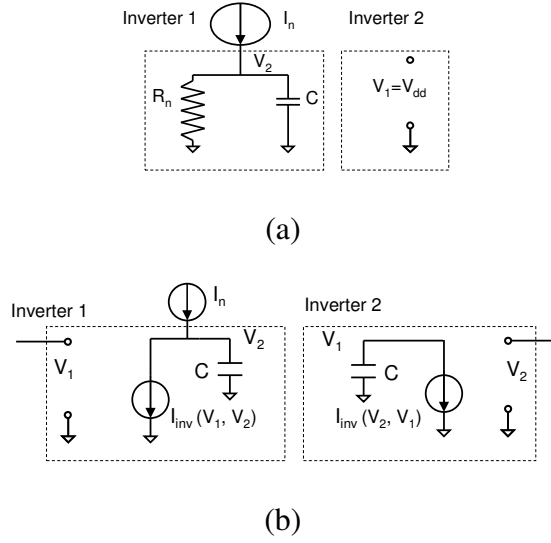 Inverter 1 I_n Inverter 2
V_2
R_n C V_1=V_dd
(a)
Inverter 1 I_n Inverter 2
V_1 V_2 V_1 V_2
C C
I_inv (V_1, V_2) I_inv (V_2, V_1)
(b)